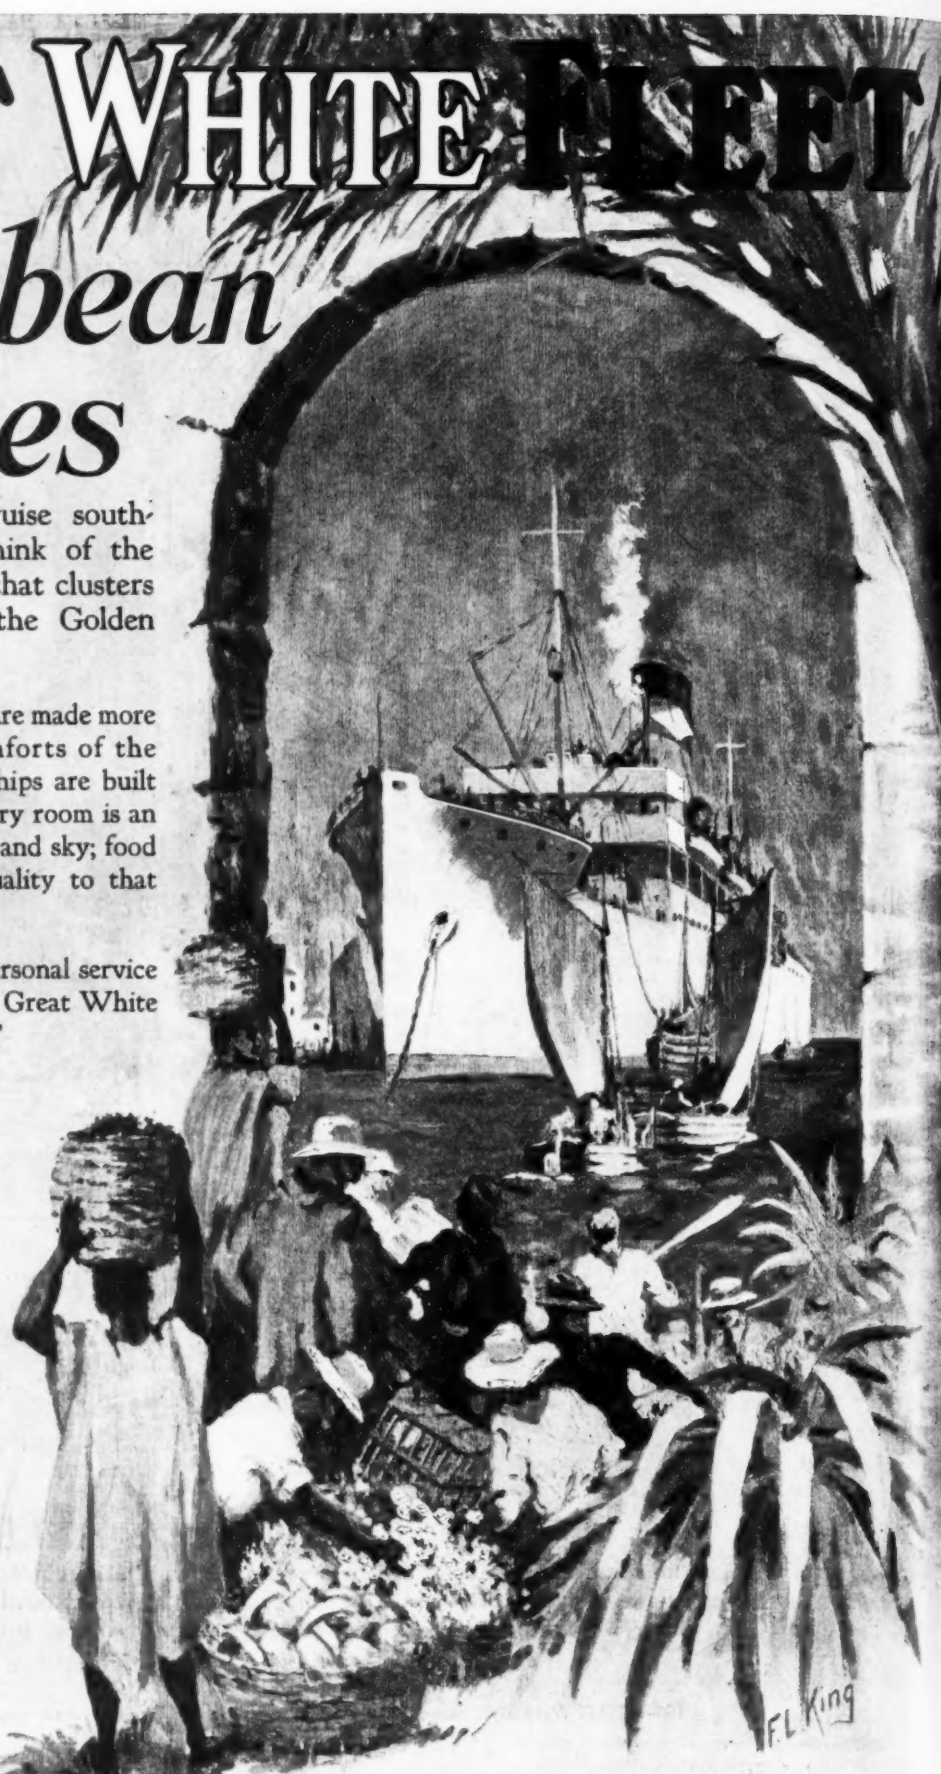 WHITE FLEET
bean
es
uise south-
hink of the
that clusters
the Golden
re made more
nforts of the
hips are built
ry room is an
and sky; food
uality to that
rsonal service
Great White
F.L. King